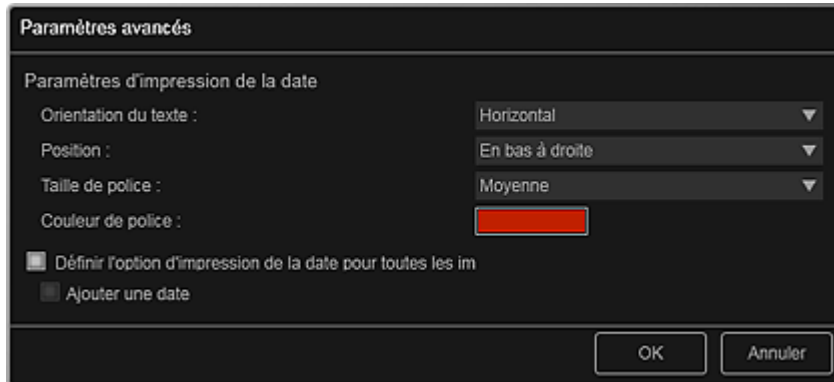 Paramètres avancés
Paramètres d'impression de la date
Orientation du texte : Horizontal
Position : En bas à droite
Taille de police : Moyenne
Couleur de police :
Définir l'option d'impression de la date pour toutes les im
Ajouter une date
OK Annuler